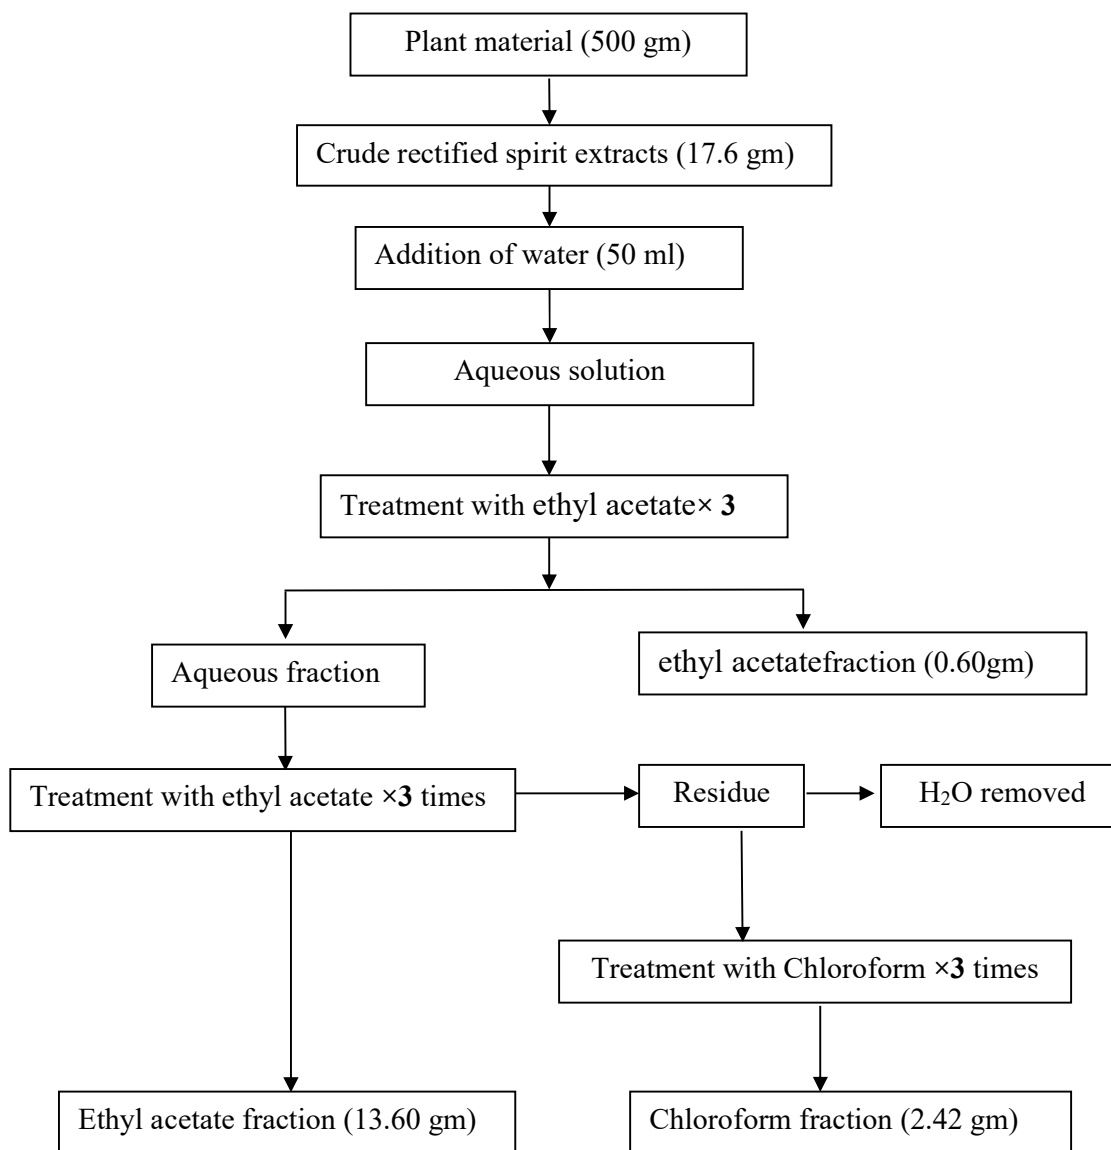 Plant material (500 gm)
Crude rectified spirit extracts (17.6 gm)
Addition of water (50 ml)
Aqueous solution
Treatment with ethyl acetate× 3
Aqueous fraction
ethyl acetatefraction (0.60gm)
Treatment with ethyl acetate ×3 times
Residue
H₂O removed
Treatment with Chloroform ×3 times
Ethyl acetate fraction (13.60 gm)
Chloroform fraction (2.42 gm)